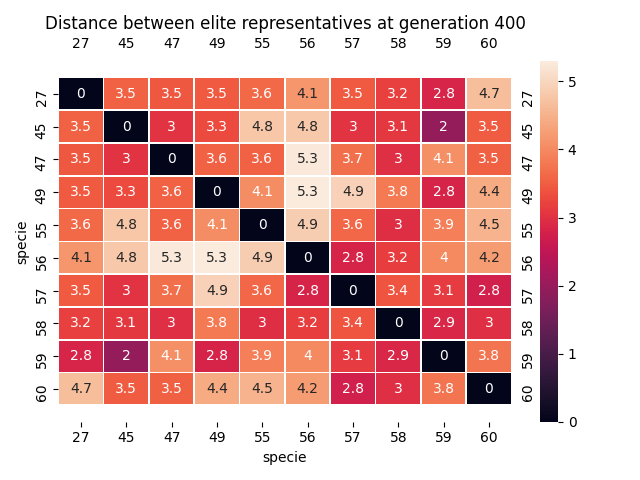 Distance between elite representatives at generation 400
27 45 47 49 55 56 57 58 59 60
27 0 3.5 3.5 3.5 3.6 4.1 3.5 3.2 2.8 4.7 27
45 3.5 0 3 3.3 4.8 4.8 3 3.1 2 3.5 45
47 3.5 3 0 3.6 3.6 5.3 3.7 3 4.1 3.5 47
49 3.5 3.3 3.6 0 4.1 5.3 4.9 3.8 2.8 4.4 49
55 3.6 4.8 3.6 4.1 0 4.9 3.6 3 3.9 4.5 55
56 4.1 4.8 5.3 5.3 4.9 0 2.8 3.2 4 4.2 56
57 3.5 3 3.7 4.9 3.6 2.8 0 3.4 3.1 2.8 57
58 3.2 3.1 3 3.8 3 3.2 3.4 0 2.9 3 58
59 2.8 2 4.1 2.8 3.9 4 3.1 2.9 0 3.8 59
60 4.7 3.5 3.5 4.4 4.5 4.2 2.8 3 3.8 0 60
27 45 47 49 55 56 57 58 59 60
specie
specie
5
4
3
2
1
0